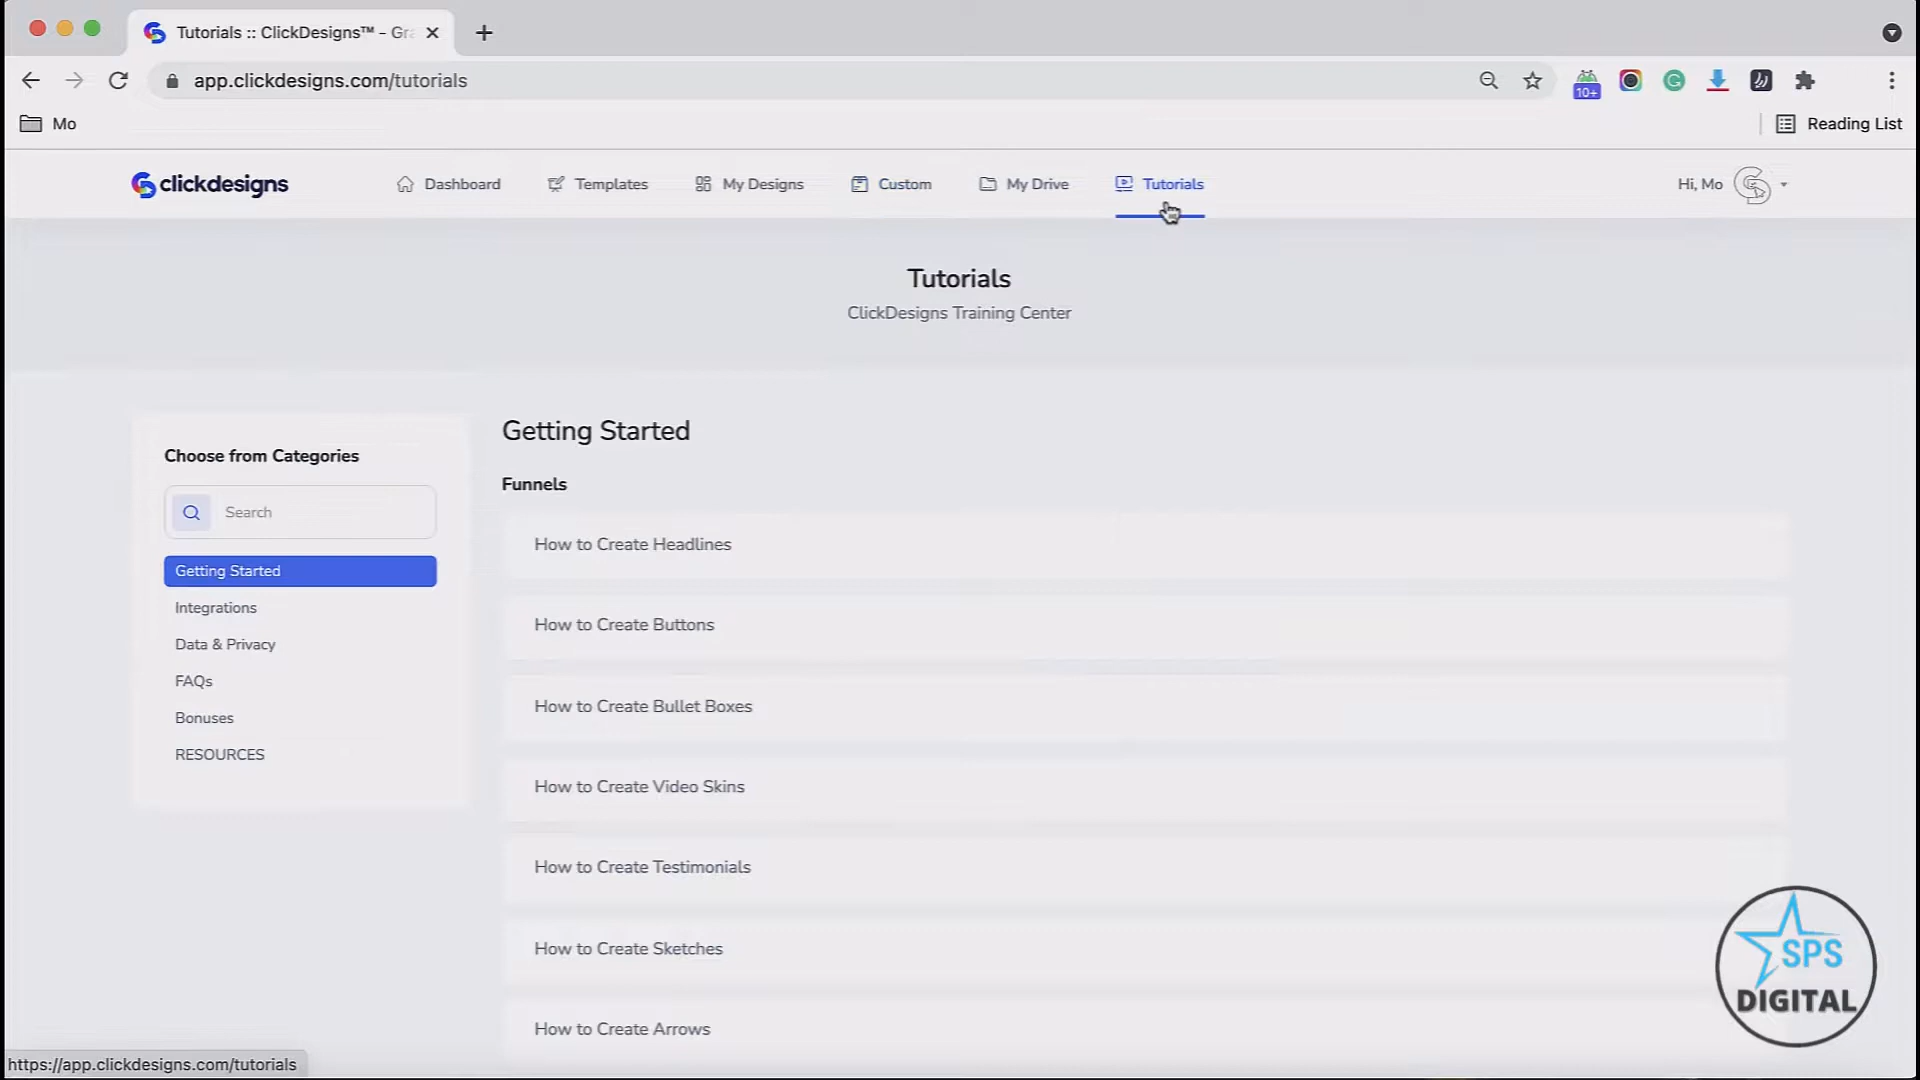 Tutorials :: ClickDesigns™ - Gra
app.clickdesigns.com/tutorials
10+
Mo
Reading List
clickdesigns
Dashboard
Templates
My Designs
Custom
My Drive
Tutorials
Hi, Mo
Tutorials
ClickDesigns Training Center
Choose from Categories
Search
Getting Started
Integrations
Data & Privacy
FAQs
Bonuses
RESOURCES
Getting Started
Funnels
How to Create Headlines
How to Create Buttons
How to Create Bullet Boxes
How to Create Video Skins
How to Create Testimonials
How to Create Sketches
How to Create Arrows
SPS
DIGITAL
https://app.clickdesigns.com/tutorials